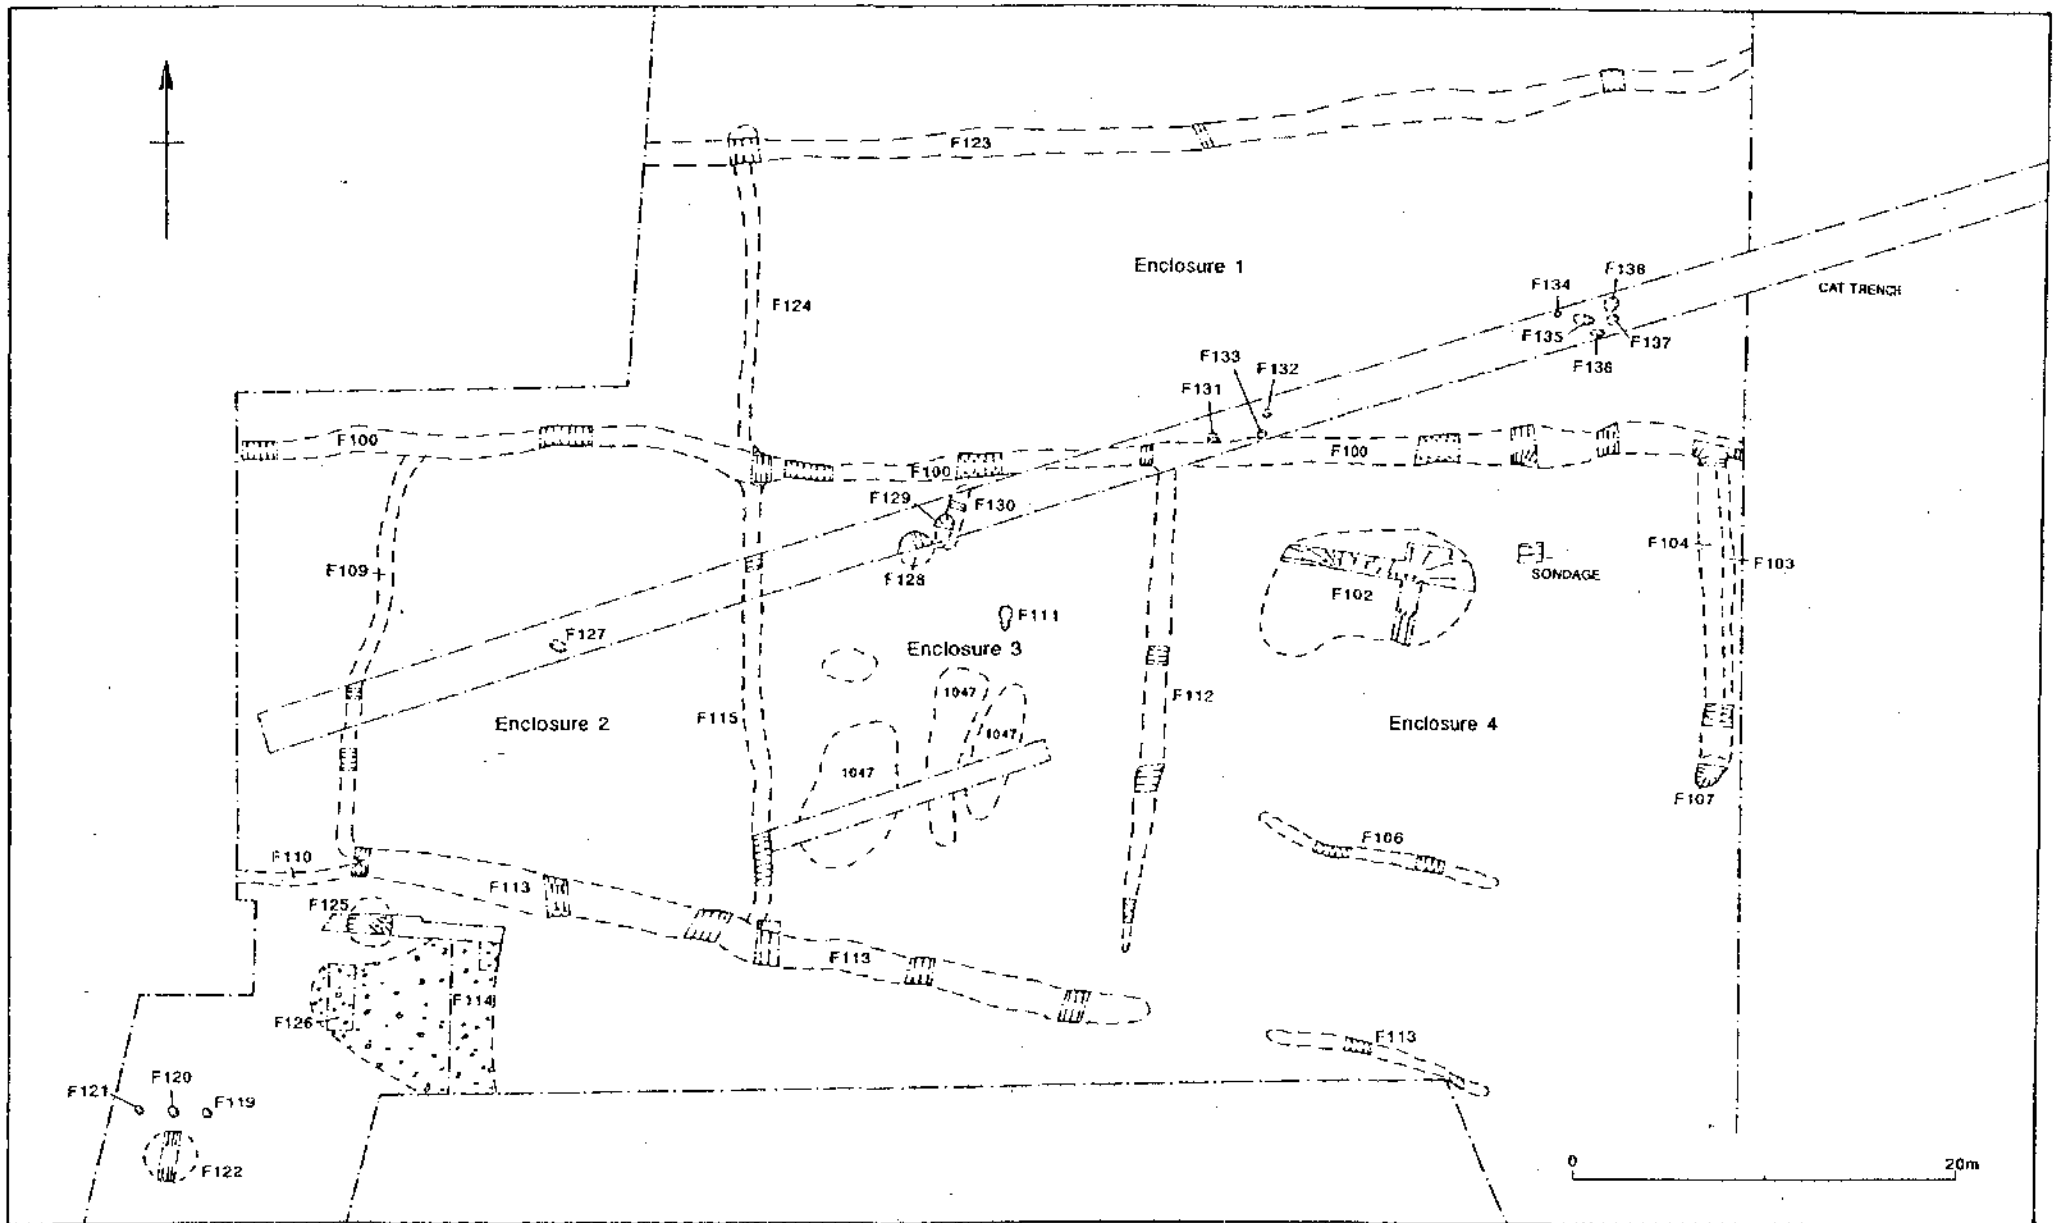 F123
Enclosure 1
F124
F138
F134
CAT TRENCH
F135
F137
F136
F133
F132
F131
F100
F100
F100
F129
F130
F104
F103
F109
F128
SONDAGE
F102
F111
F127
Enclosure 3
1047
F112
Enclosure 2
F115
Enclosure 4
1047
1047
F107
F106
F110
F113
F125
F113
F114
F126
F113
F121
F120
F119
F122
0
20m